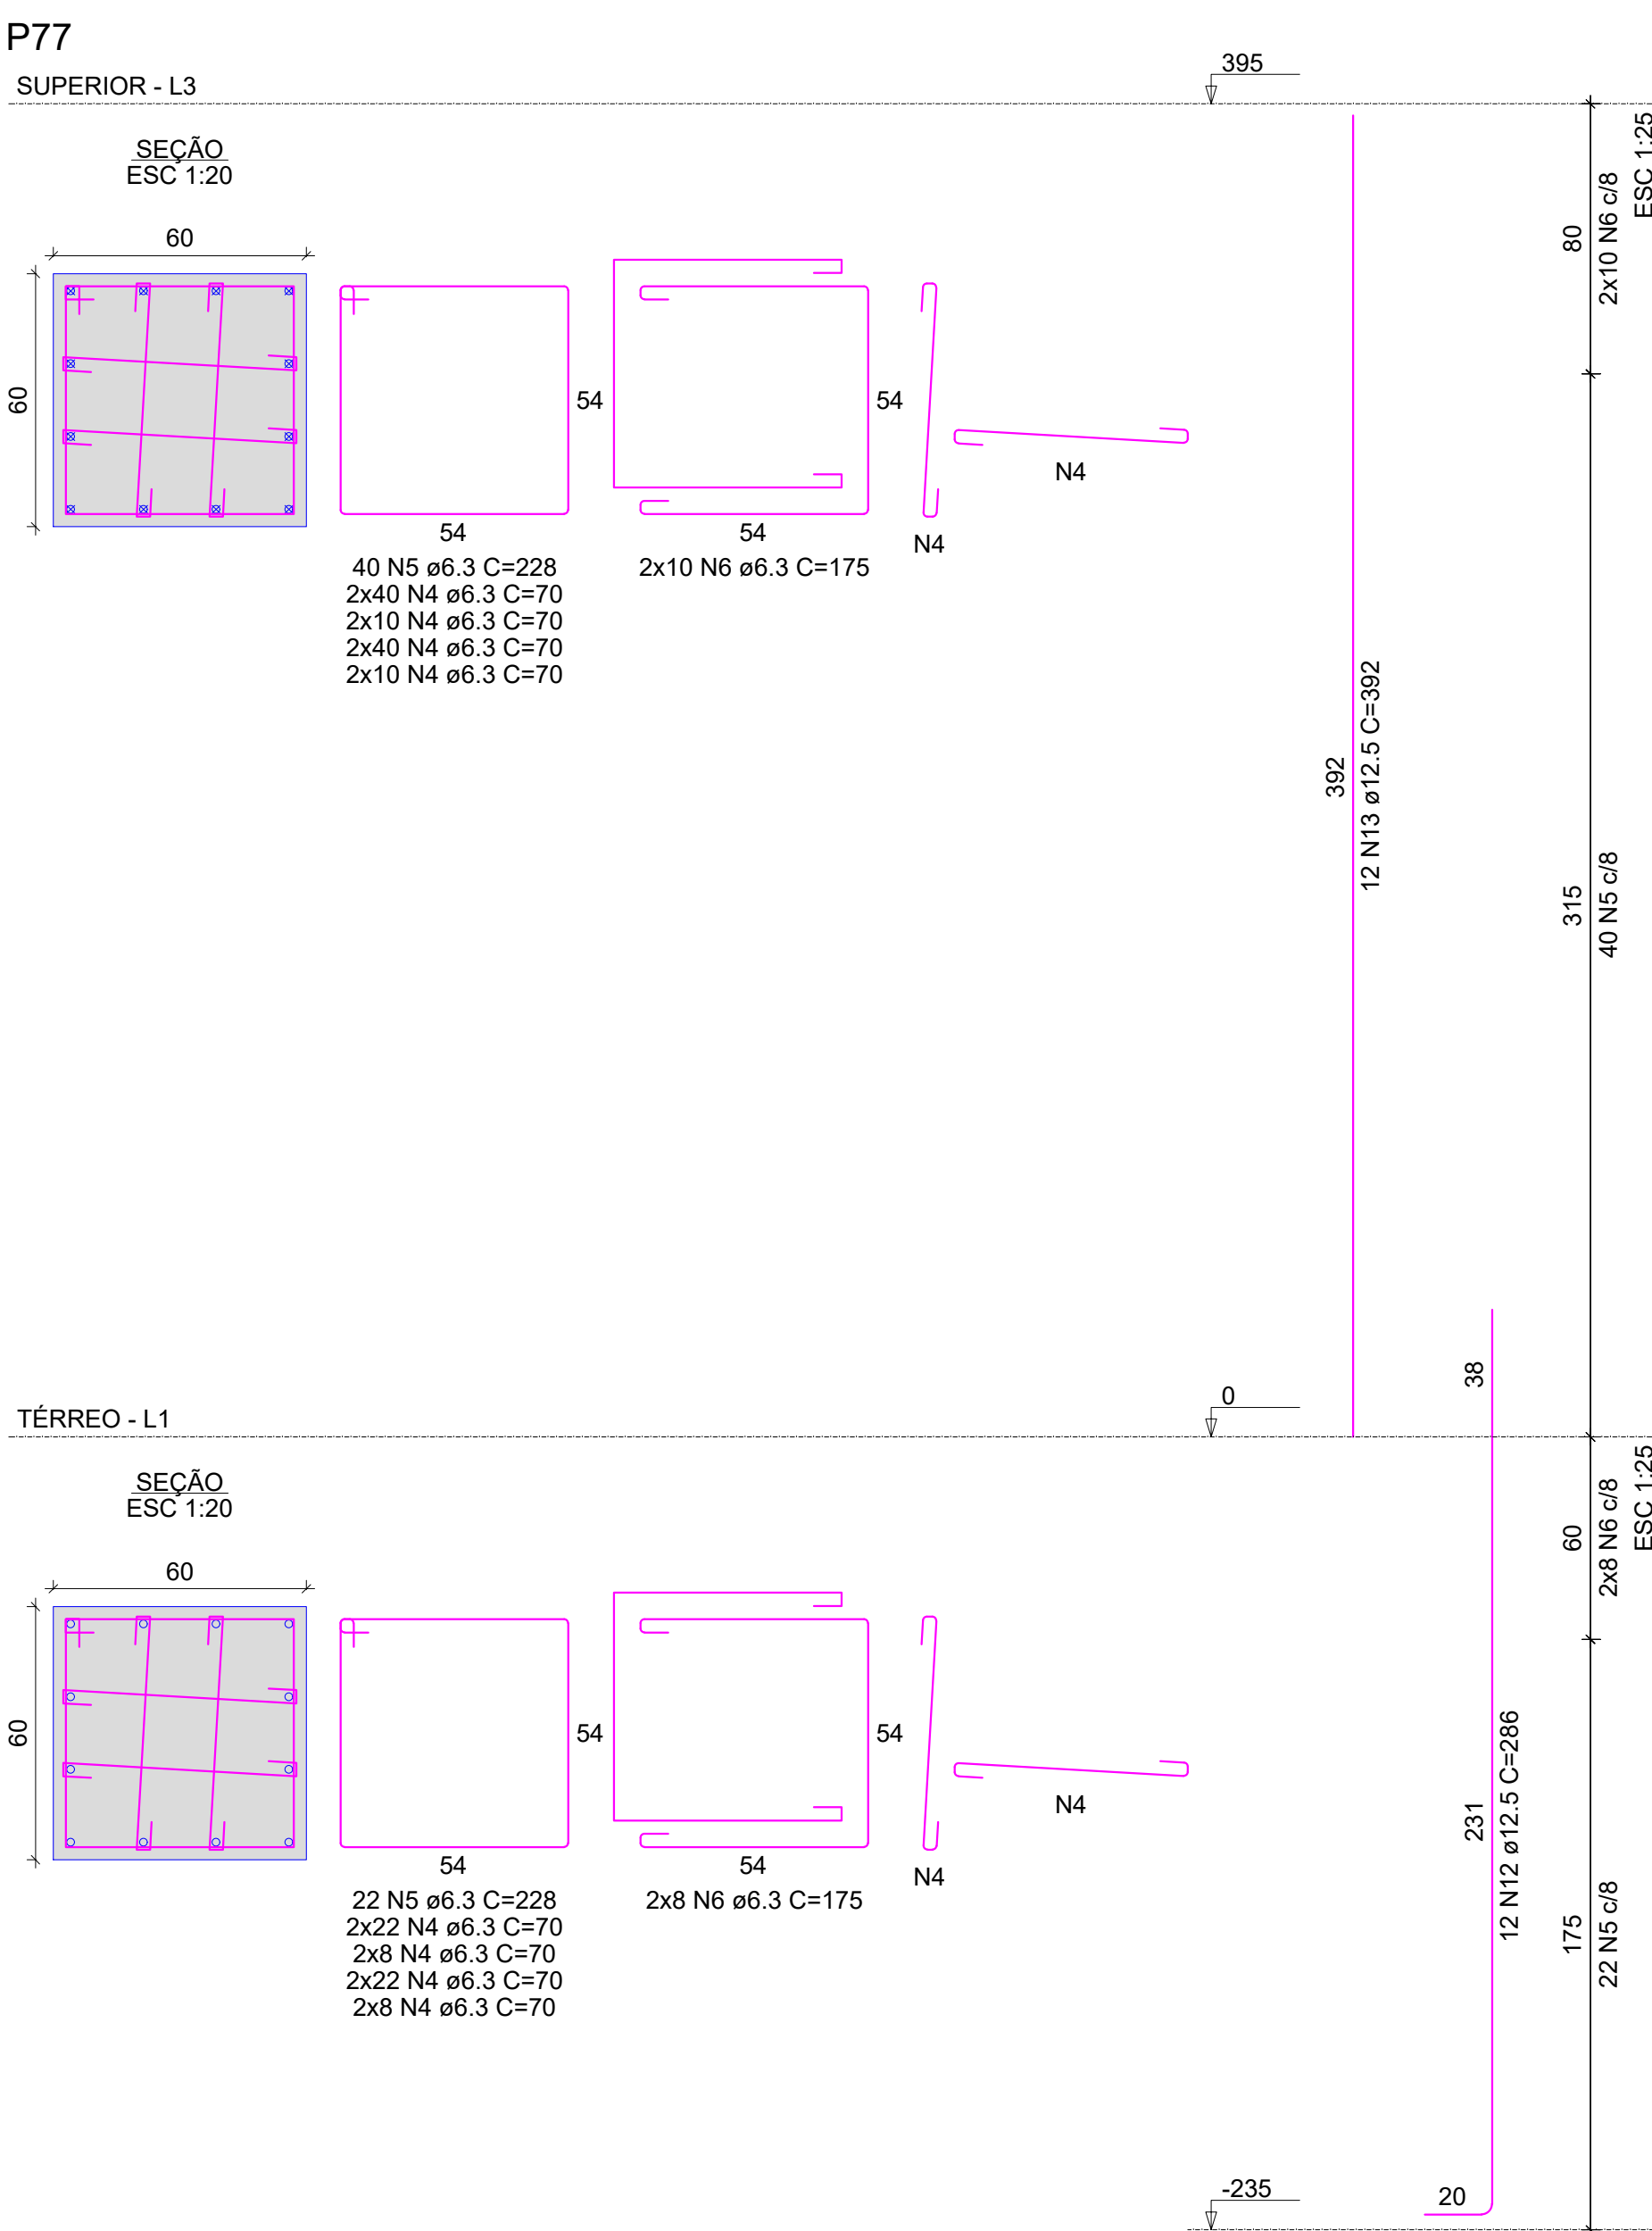 P77
SUPERIOR - L3
395
SEÇÃO
ESC 1:20
60
60
54
54
40 N5 ø6.3 C=228
2x40 N4 ø6.3 C=70
2x10 N4 ø6.3 C=70
2x40 N4 ø6.3 C=70
2x10 N4 ø6.3 C=70
54
54
2x10 N6 ø6.3 C=175
N4
N4
392
12 N13 ø12.5 C=392
80
2x10 N6 c/8
ESC 1:25
315
40 N5 c/8
38
TÉRREO - L1
0
SEÇÃO
ESC 1:20
60
60
54
54
22 N5 ø6.3 C=228
2x22 N4 ø6.3 C=70
2x8 N4 ø6.3 C=70
2x22 N4 ø6.3 C=70
2x8 N4 ø6.3 C=70
54
54
2x8 N6 ø6.3 C=175
N4
N4
231
12 N12 ø12.5 C=286
60
2x8 N6 c/8
ESC 1:25
175
22 N5 c/8
-235
20